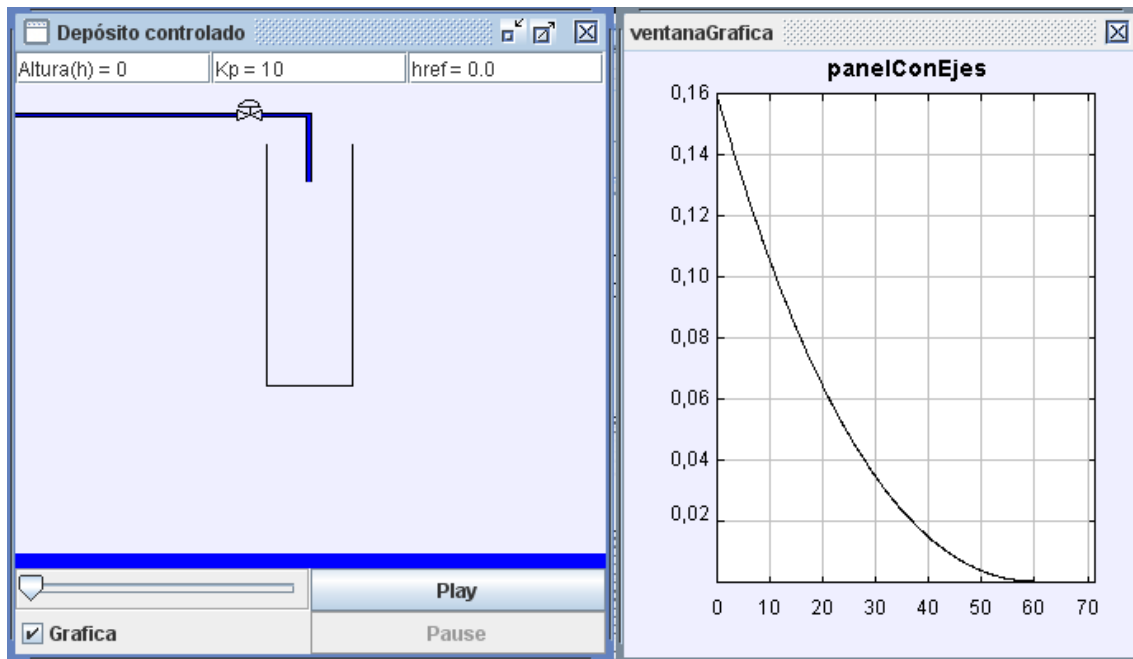 Depósito controlado
Altura(h) = 0 Kp = 10 href = 0.0
Play
Grafica Pause
ventanaGrafica
panelConEjes
0,16
0,14
0,12
0,10
0,08
0,06
0,04
0,02
0 10 20 30 40 50 60 70